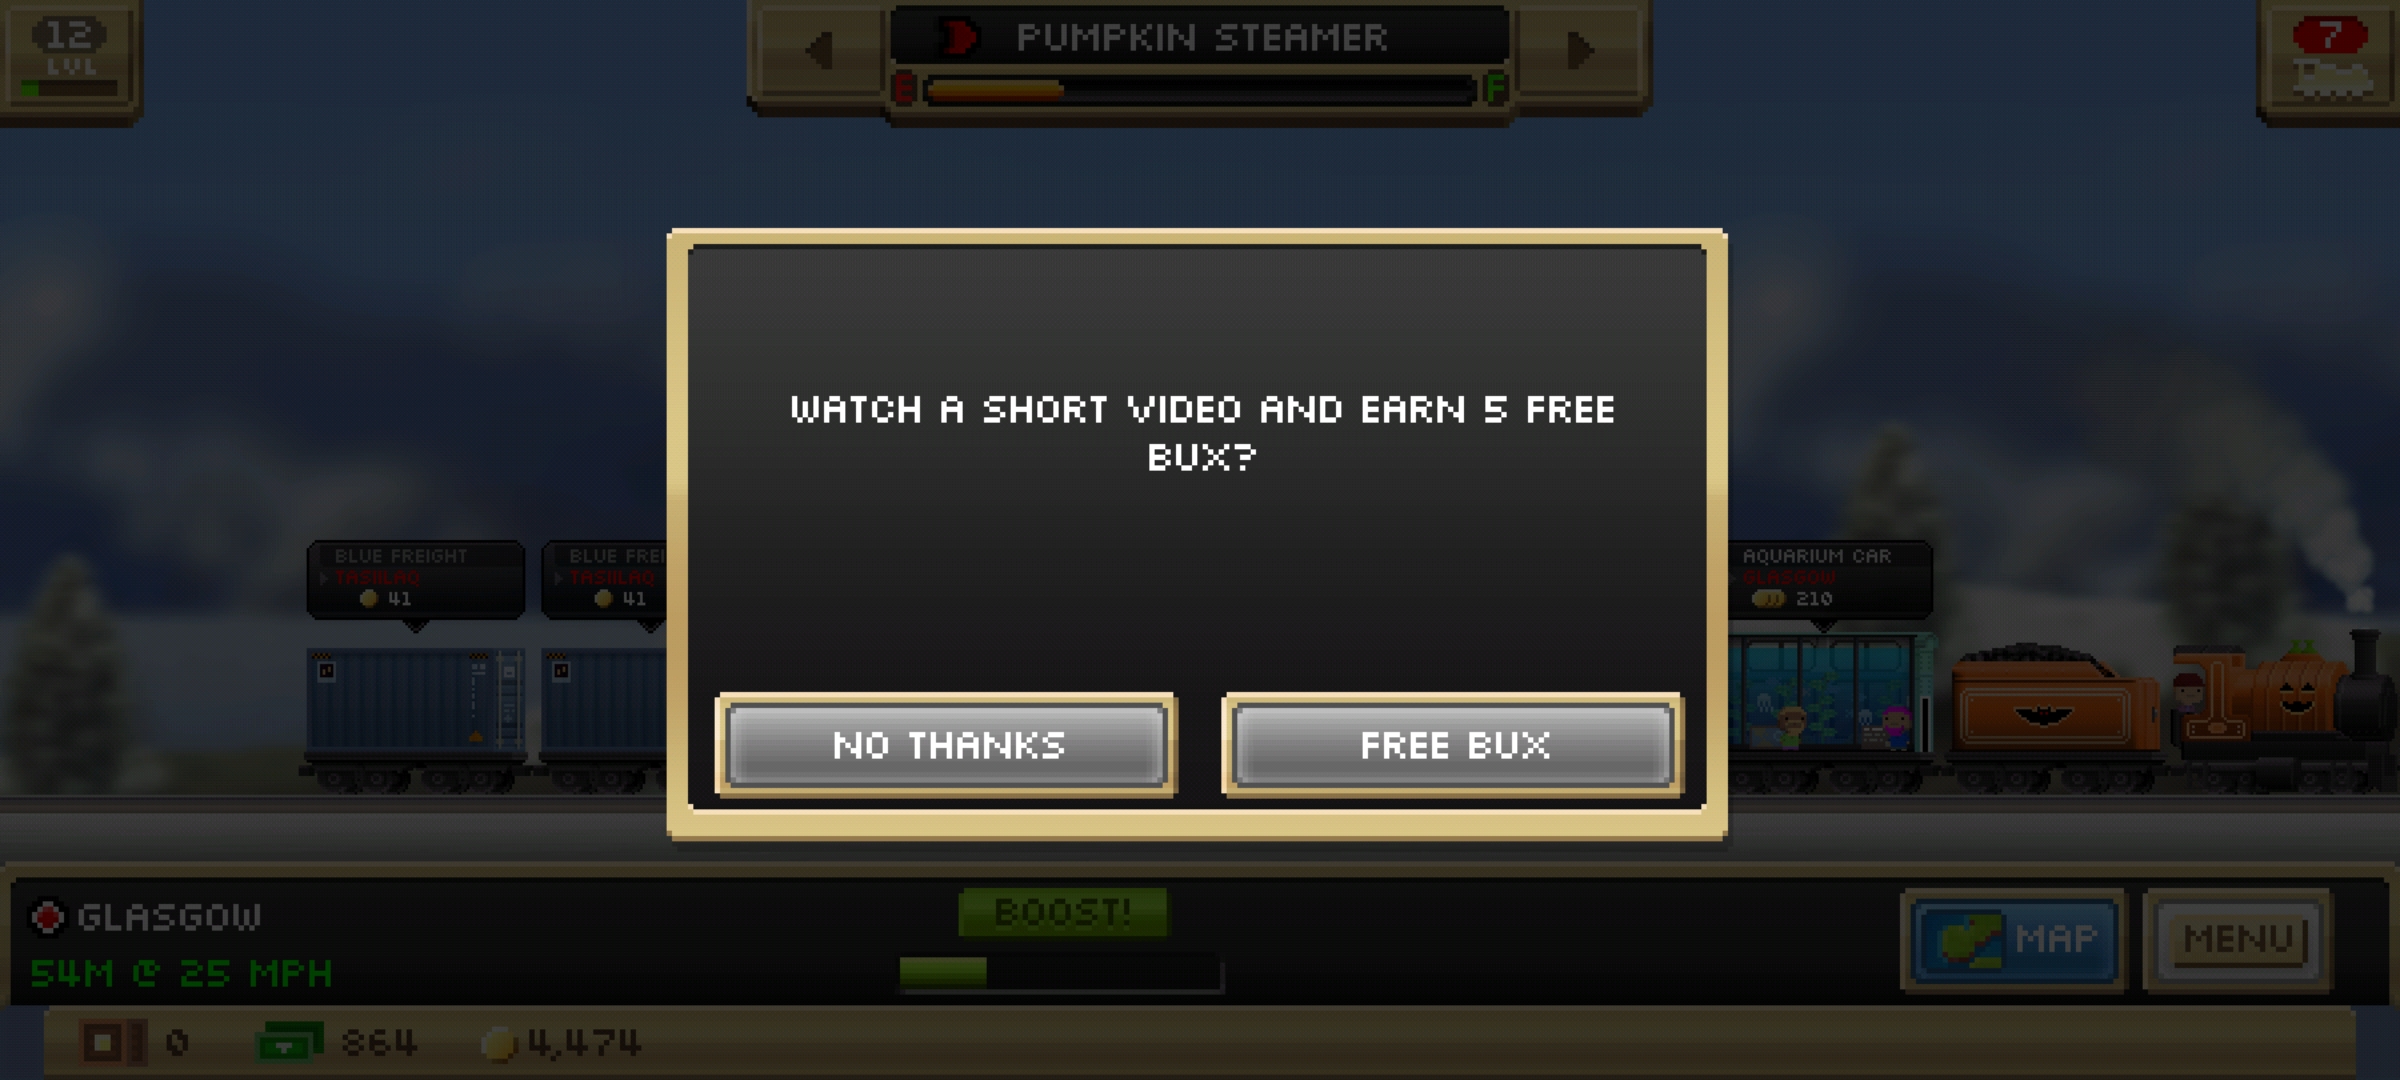 12
LVL
PUMPKIN STEAMER
E
F
7
WATCH A SHORT VIDEO AND EARN 5 FREE
BUX?
NO THANKS
FREE BUX
BLUE FREIGHT
TASIILAQ
41
BLUE FREI
TASIILAQ
41
AQUARIUM CAR
GLASGOW
210
GLASGOW
54M @ 25 MPH
BOOST!
MAP
MENU
0
864
4,474